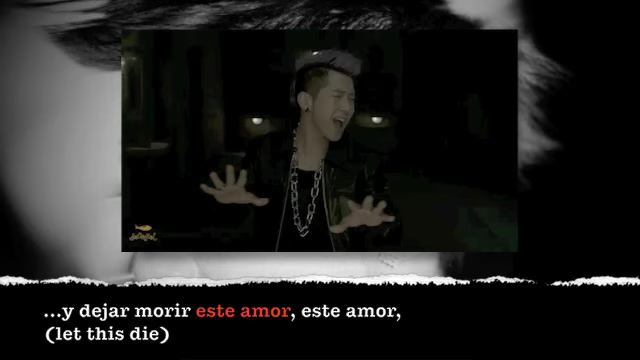 ...y dejar morir este amor, este amor,
(let this die)